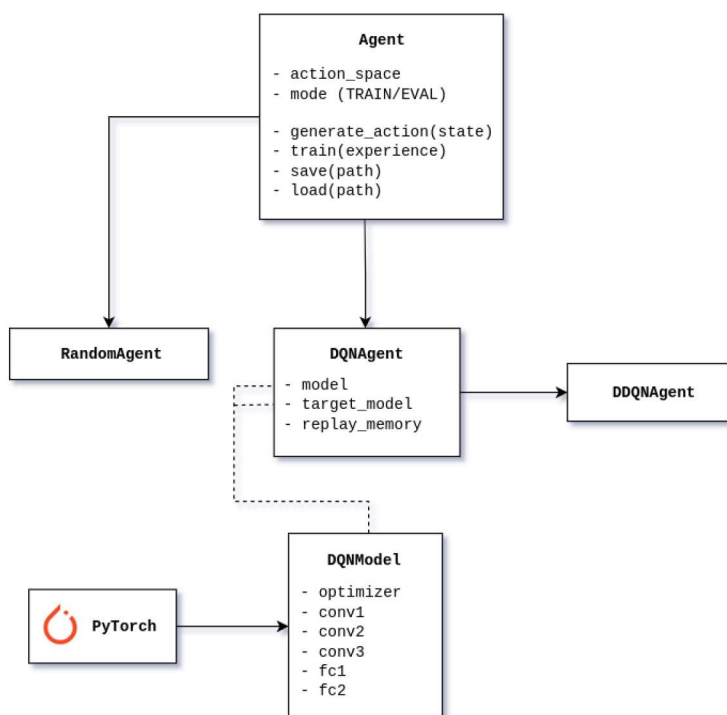 Agent
- action_space
- mode (TRAIN/EVAL)
- generate_action(state)
- train(experience)
- save(path)
- load(path)
RandomAgent
DQNAgent
- model
- target_model
- replay_memory
DDQNAgent
DQNModel
- optimizer
- conv1
- conv2
- conv3
- fc1
- fc2
PyTorch